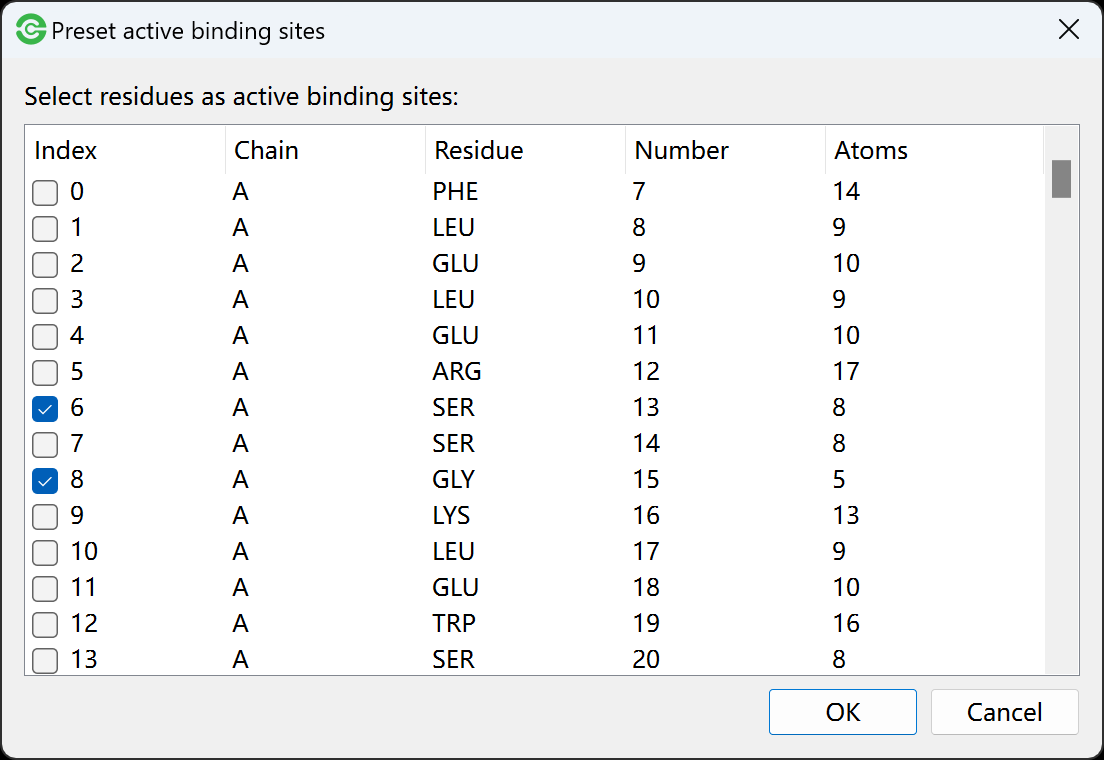 Preset active binding sites
Select residues as active binding sites:
Index Chain Residue Number Atoms
0 A PHE 7 14
1 A LEU 8 9
2 A GLU 9 10
3 A LEU 10 9
4 A GLU 11 10
5 A ARG 12 17
6 A SER 13 8
7 A SER 14 8
8 A GLY 15 5
9 A LYS 16 13
10 A LEU 17 9
11 A GLU 18 10
12 A TRP 19 16
13 A SER 20 8
OK Cancel